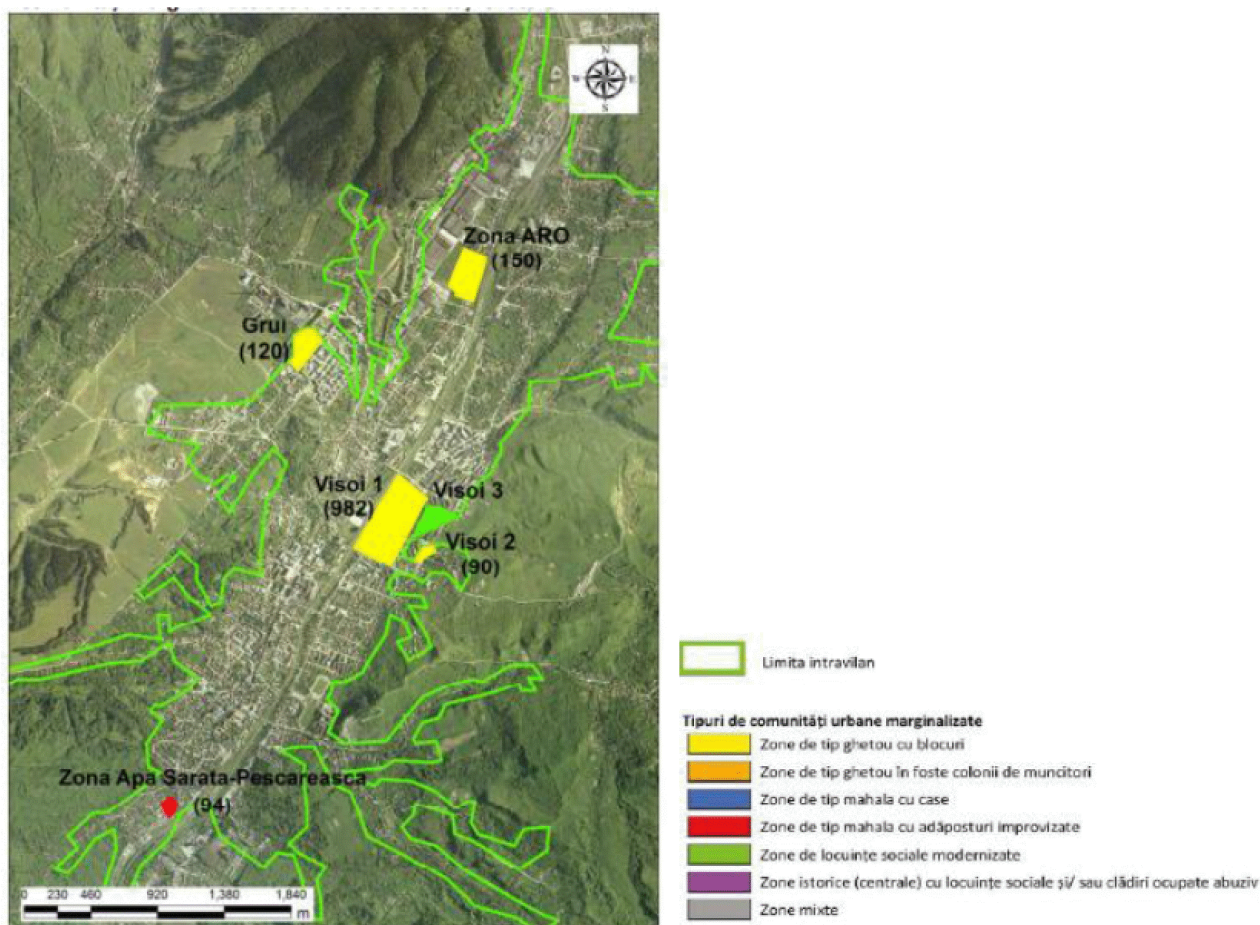 N
W E
S
Zona ARO
(150)
Grui
(120)
Visoi 1
(982)
Visoi 3
Visoi 2
(90)
Zona Apa Sarata-Pescareasca
(94)
0 230 460 920 1,380 1,840
m
Limita intravilan
Tipuri de comunități urbane marginalizate
Zone de tip ghetou cu blocuri
Zone de tip ghetou în foste colonii de muncitori
Zone de tip mahala cu case
Zone de tip mahala cu adăposturi improvizate
Zone de locuințe sociale modernizate
Zone istorice (centrale) cu locuințe sociale și/ sau clădiri ocupate abuziv
Zone mixte